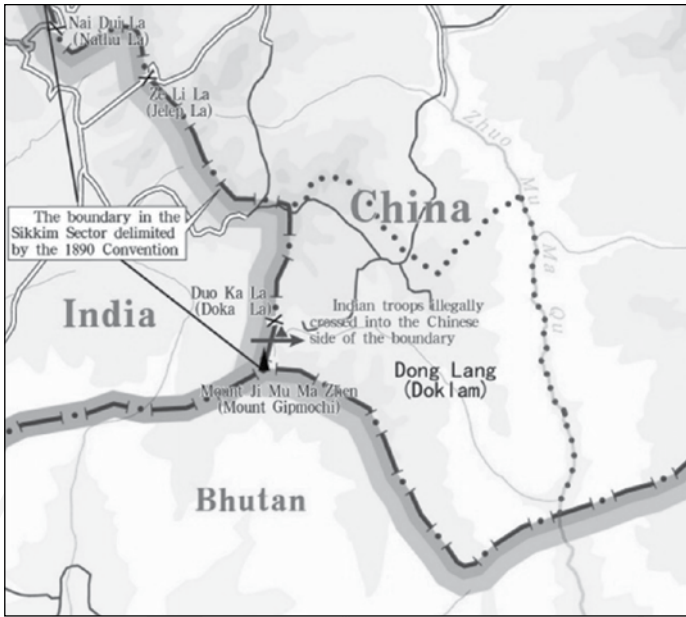 Nai Dui La
(Nathu La)
Ze Li La
(Jelep La)
Zhuo
Mu
Ma
Qu
China
The boundary in the
Sikkim Sector delimited
by the 1890 Convention
India
Duo Ka La
(Doka La)
Indian troops illegally
crossed into the Chinese
side of the boundary
Dong Lang
(Doklam)
Mount Ji Mu Ma Zhen
(Mount Gipmochi)
Bhutan